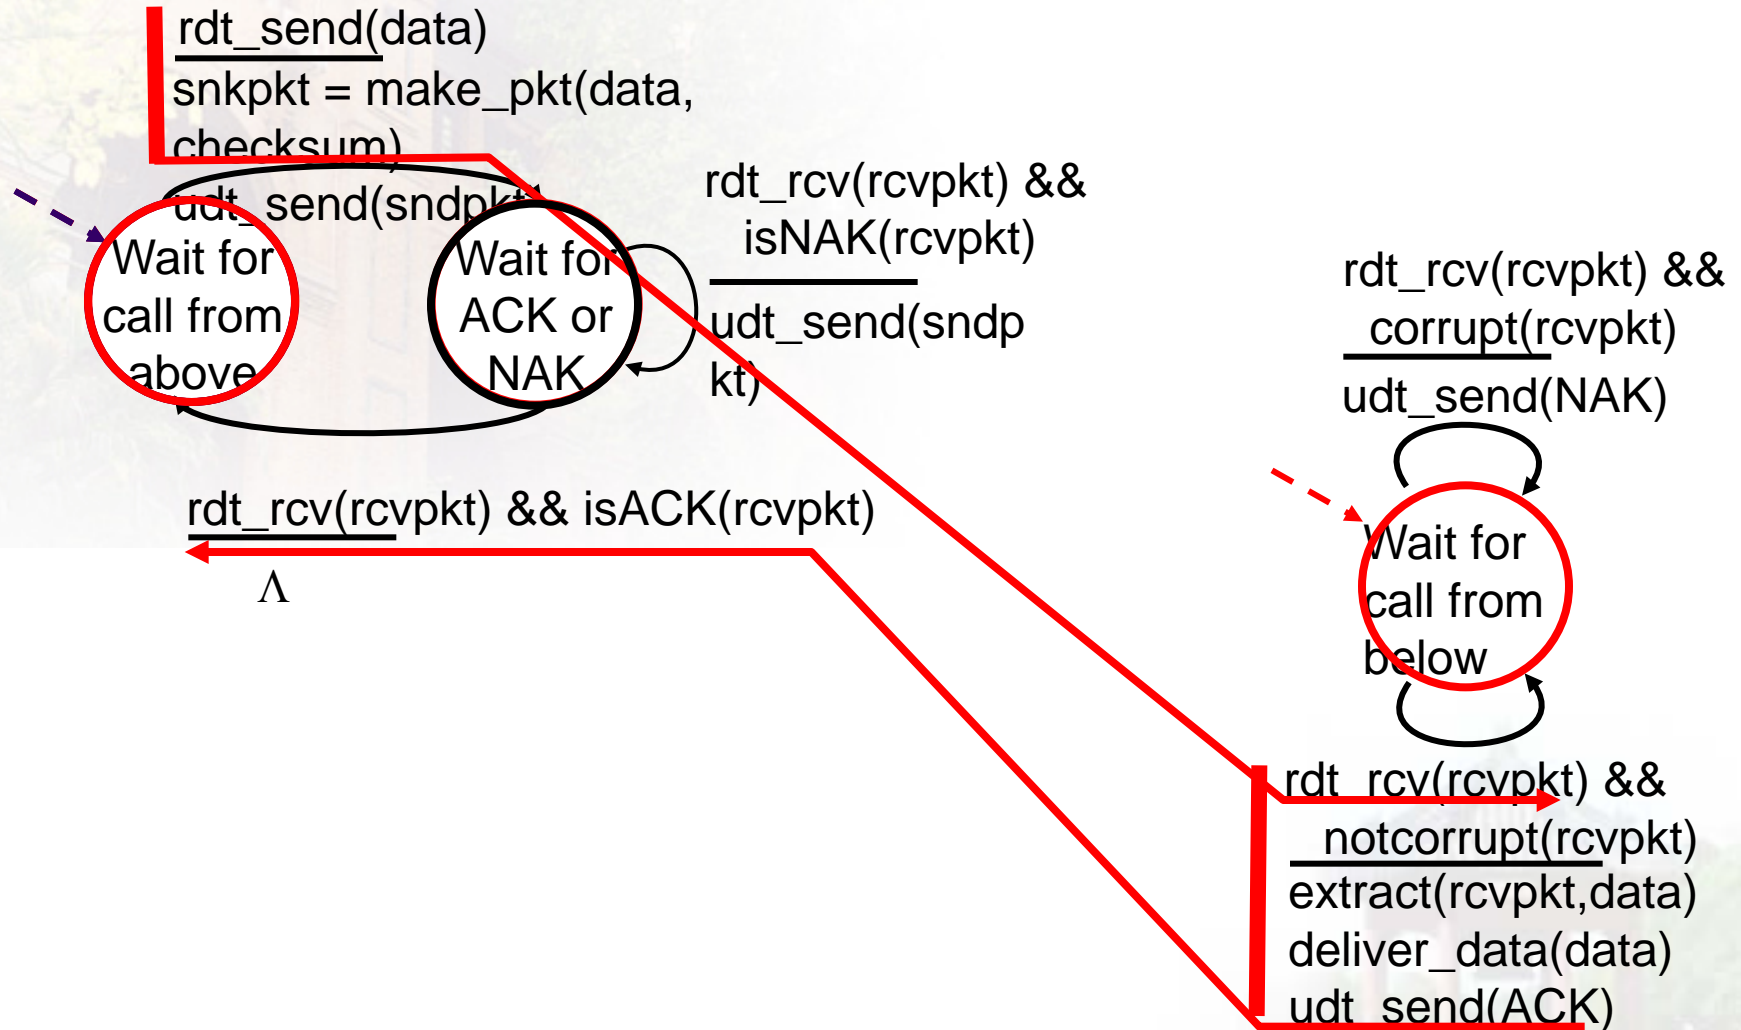 rdt_send(data)
snkpkt = make_pkt(data,
checksum)
udt_send(sndpkt)
Wait for
call from
above
Wait for
ACK or
NAK
rdt_rcv(rcvpkt) &&
isNAK(rcvpkt)
udt_send(sndp
kt)
rdt_rcv(rcvpkt) && isACK(rcvpkt)
Λ
rdt_rcv(rcvpkt) &&
corrupt(rcvpkt)
udt_send(NAK)
Wait for
call from
below
rdt_rcv(rcvpkt) &&
notcorrupt(rcvpkt)
extract(rcvpkt,data)
deliver_data(data)
udt_send(ACK)